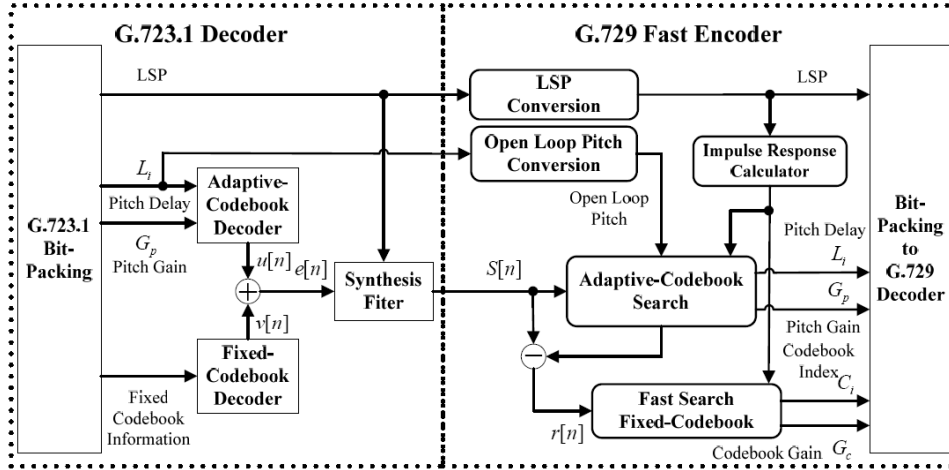 G.723.1 Decoder
G.729 Fast Encoder
LSP
LSP
Conversion
LSP
Open Loop Pitch
Conversion
Impulse Response
Calculator
L_i
Pitch Delay
Adaptive-
Codebook
Decoder
Open Loop
Pitch
G.723.1
Bit-
Packing
G_p
Pitch Gain
u[n]
e[n]
Synthesis
Fiter
S[n]
Adaptive-Codebook
Search
Pitch Delay
L_i
G_p
Bit-
Packing
to
G.729
Decoder
+
v[n]
−
Pitch Gain
Codebook
Index
C_i
Fixed-
Codebook
Decoder
Fixed
Codebook
Information
r[n]
Fast Search
Fixed-Codebook
Codebook Gain G_c